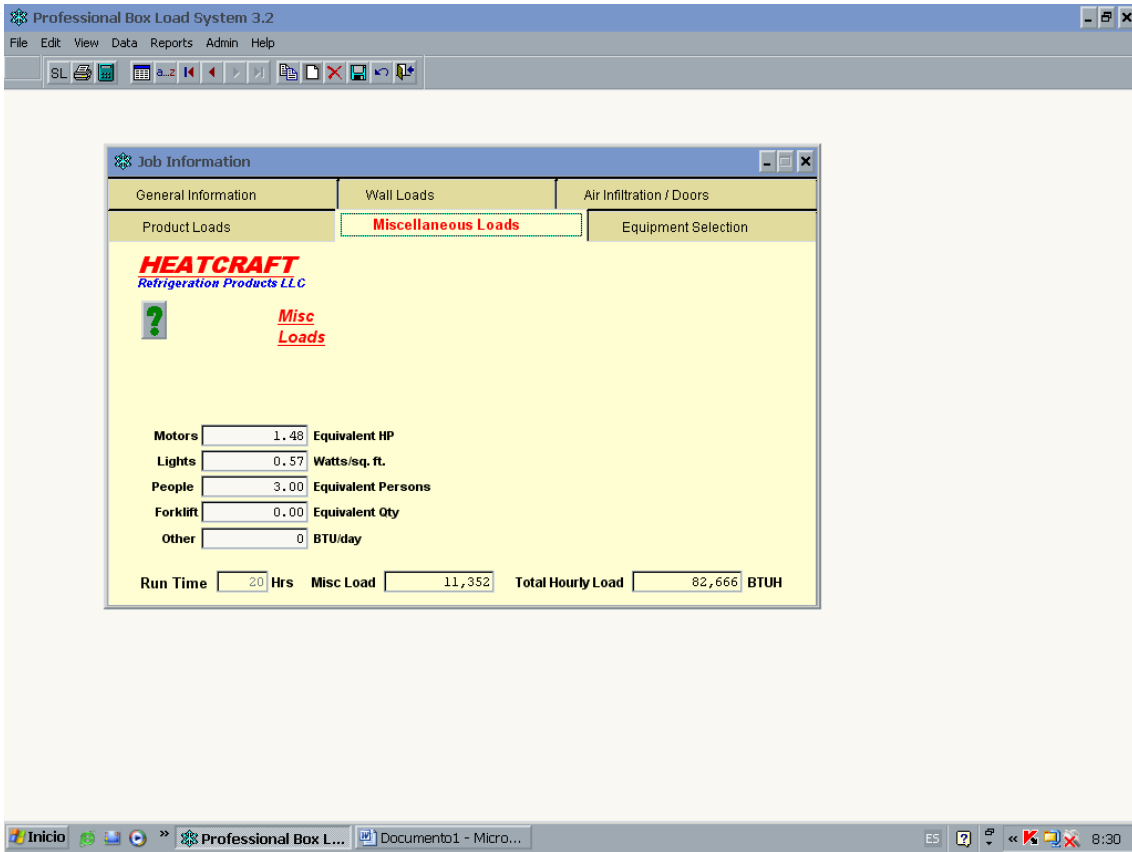 Professional Box Load System 3.2
File Edit View Data Reports Admin Help
SL a...z
Job Information
General Information Wall Loads Air Infiltration / Doors
Product Loads Miscellaneous Loads Equipment Selection
HEATCRAFT
Refrigeration Products LLC
?
Misc
Loads
Motors 1.48 Equivalent HP
Lights 0.57 Watts/sq. ft.
People 3.00 Equivalent Persons
Forklift 0.00 Equivalent Qty
Other 0 BTU/day
Run Time 20 Hrs Misc Load 11,352 Total Hourly Load 82,666 BTUH
Inicio » Professional Box L... Documento1 - Micro... ES ? « K 8:30